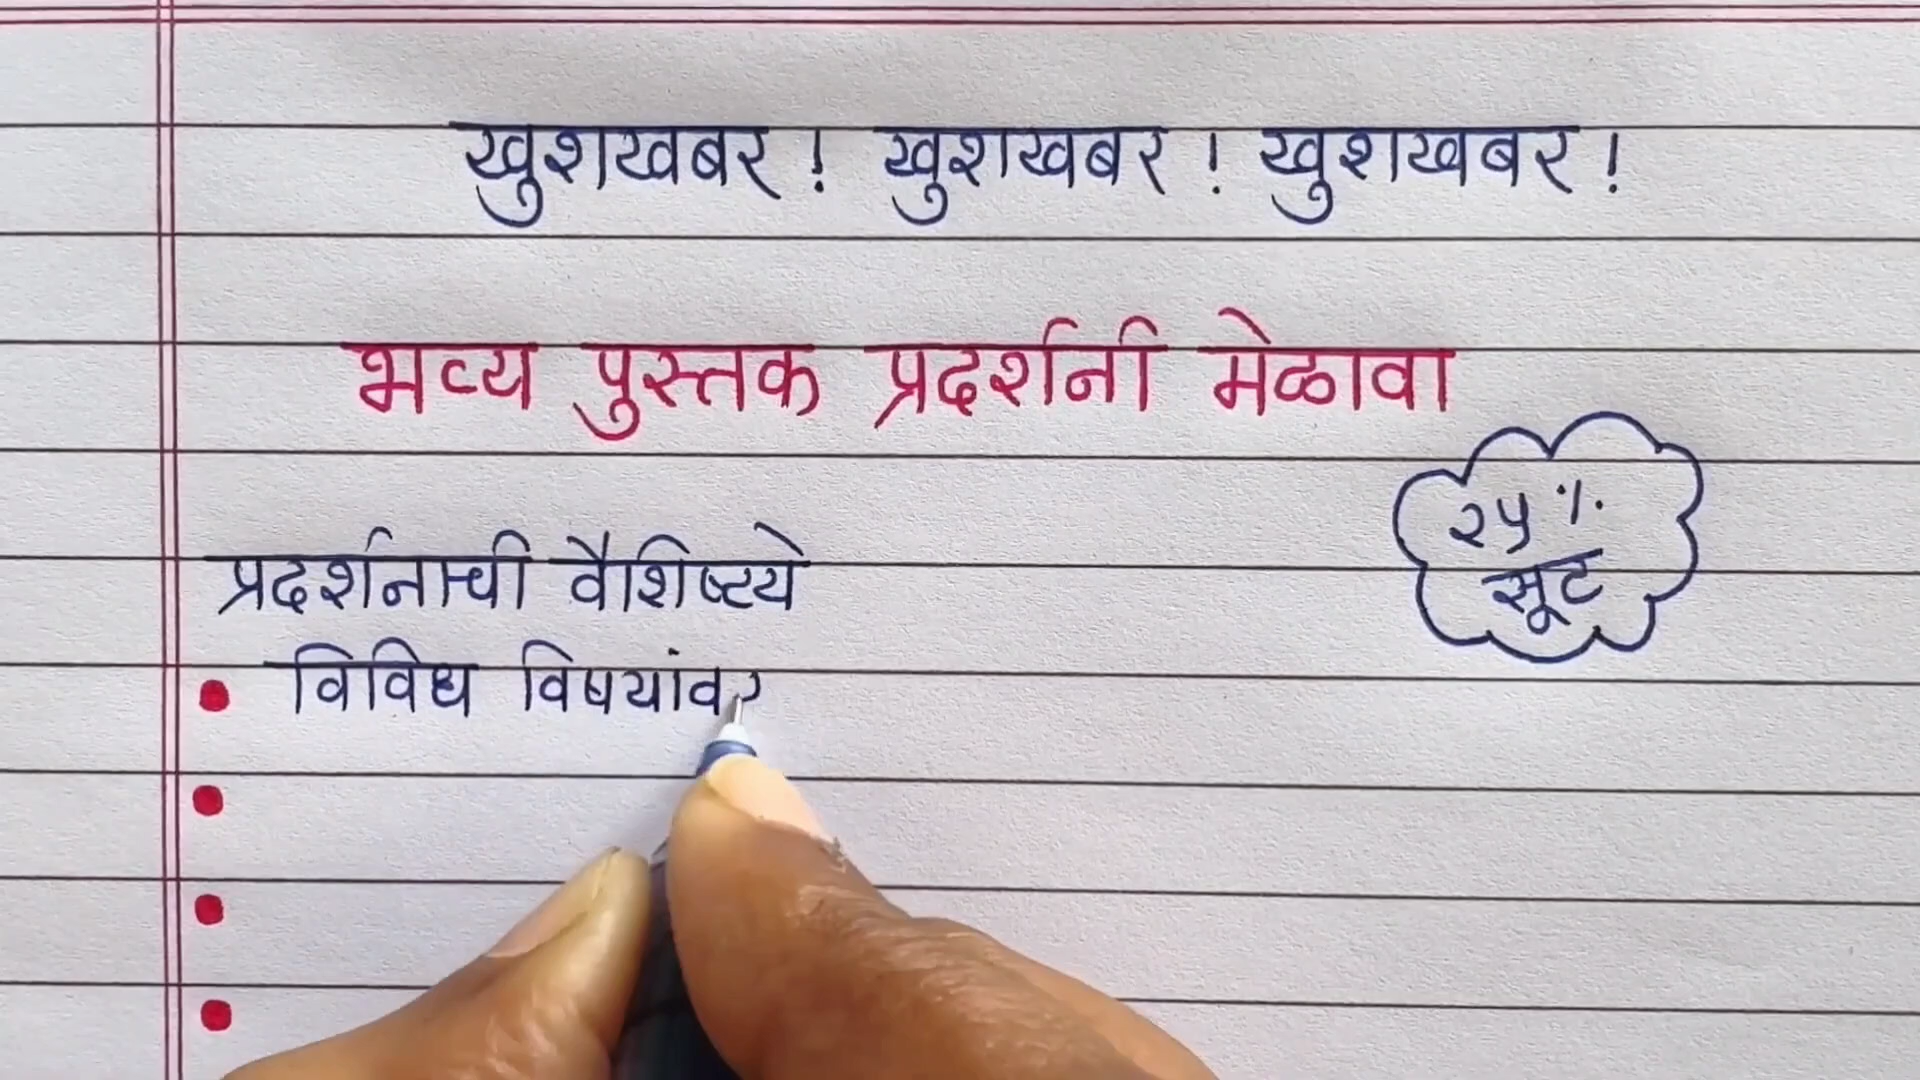 खुशखबर! खुशखबर! खुशखबर!
भव्य पुस्तक प्रदर्शनी मेळावा
२५ %
सूट
प्रदर्शनाची वैशिष्ट्ये
• विविध विषयांवर
•
•
•